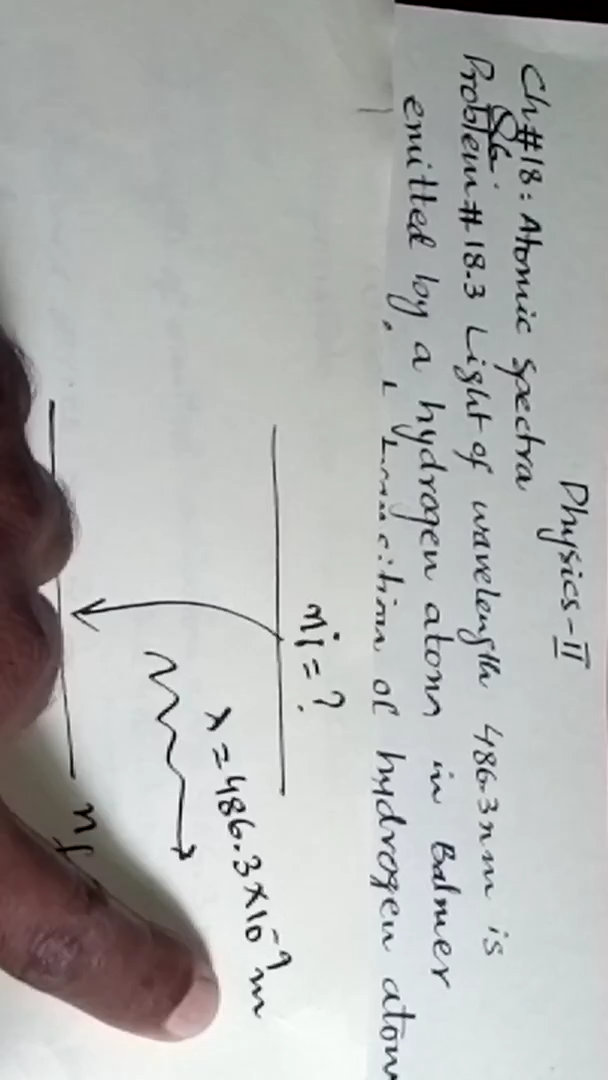 Physics-II
Ch#18: Atomic Spectra
Problem # 18.3 Light of wavelength 486.3nm is
emitted by a hydrogen atom in Balmer
of hydrogen atom
ni = ?
λ = 486.3×10⁻⁹m
nf